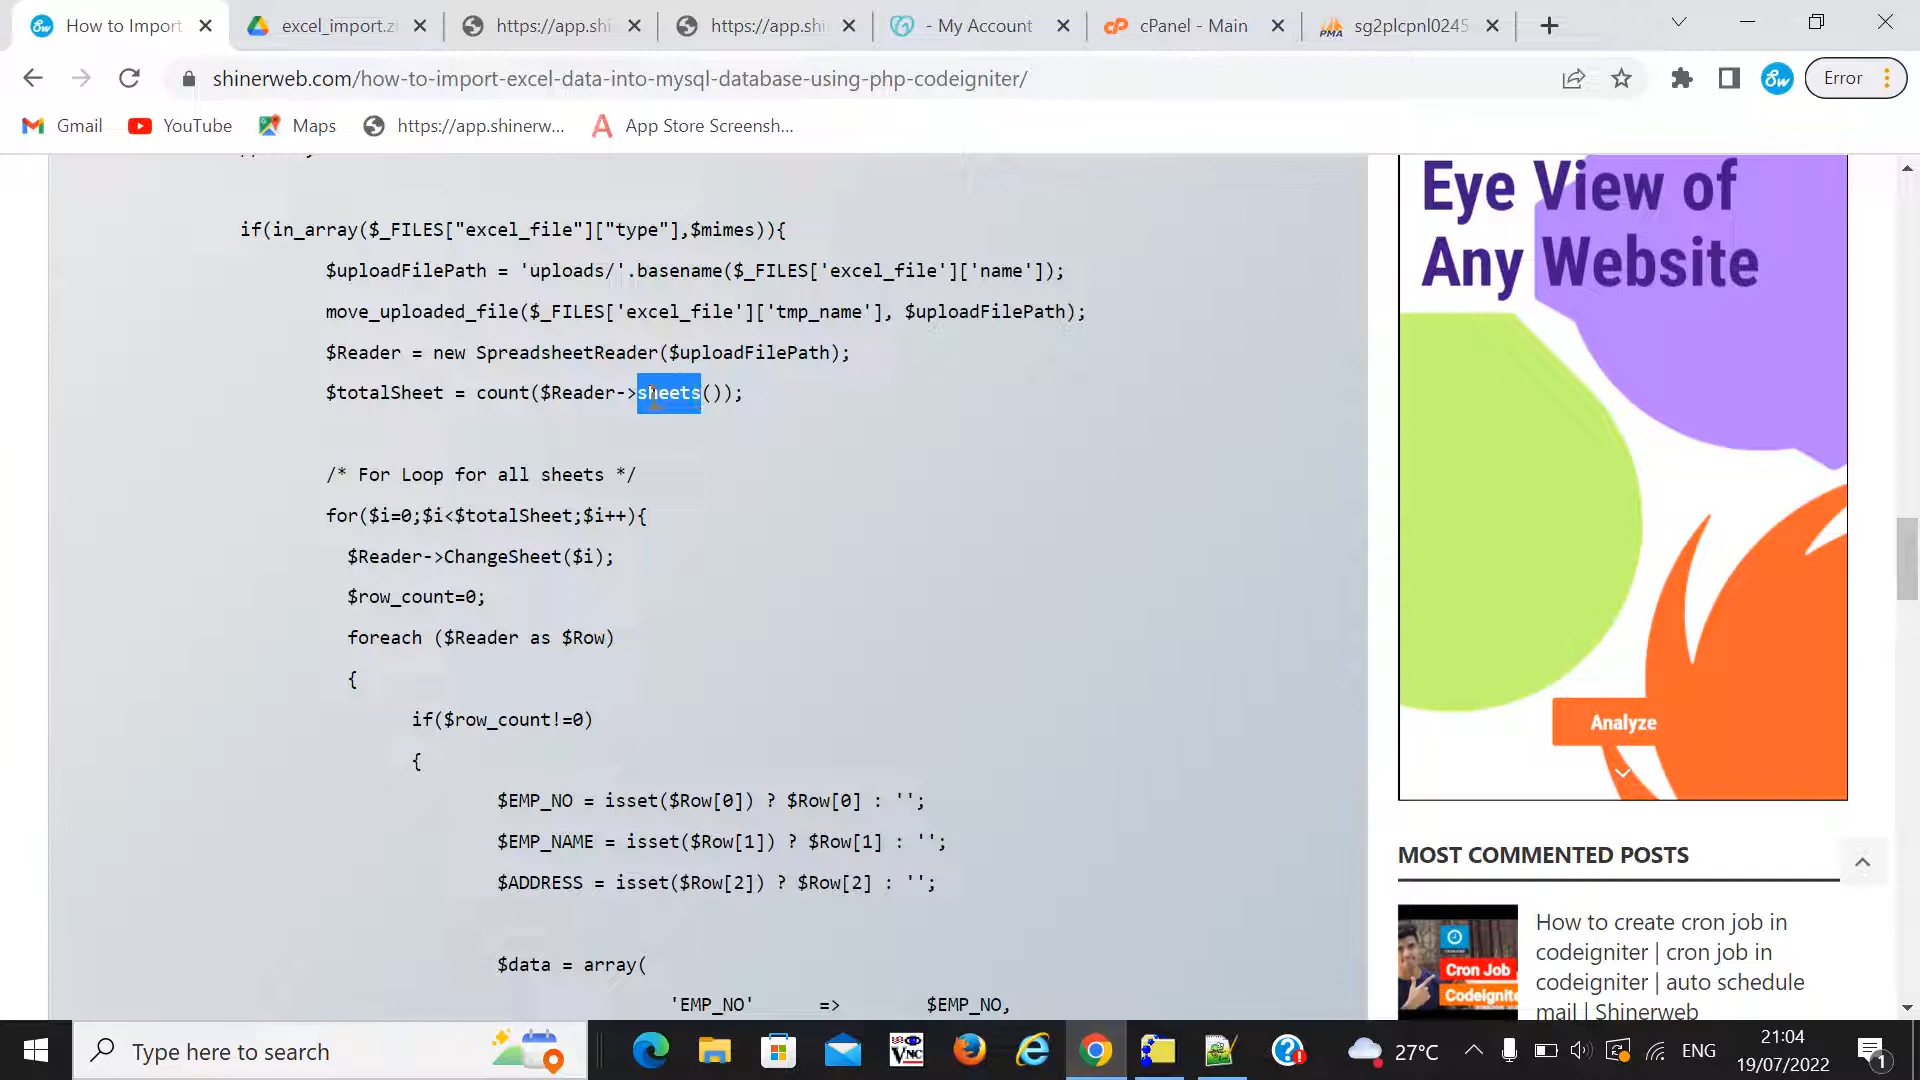 How to Import
excel_import.zi
https://app.shin
https://app.shin
- My Account
cPanel - Main
sg2plcpnl0245
shinerweb.com/how-to-import-excel-data-into-mysql-database-using-php-codeigniter/
Error
Gmail
YouTube
Maps
https://app.shinerw...
App Store Screensh...
if(in_array($_FILES["excel_file"]["type"],$mimes)){
$uploadFilePath = 'uploads/'.basename($_FILES['excel_file']['name']);
move_uploaded_file($_FILES['excel_file']['tmp_name'], $uploadFilePath);
$Reader = new SpreadsheetReader($uploadFilePath);
$totalSheet = count($Reader->sheets());
/* For Loop for all sheets */
for($i=0;$i<$totalSheet;$i++){
$Reader->ChangeSheet($i);
$row_count=0;
foreach ($Reader as $Row)
{
if($row_count!=0)
{
$EMP_NO = isset($Row[0]) ? $Row[0] : '';
$EMP_NAME = isset($Row[1]) ? $Row[1] : '';
$ADDRESS = isset($Row[2]) ? $Row[2] : '';
$data = array(
'EMP_NO' => $EMP_NO,
Eye View of
Any Website
Analyze
MOST COMMENTED POSTS
Cron Job
Codeignite
How to create cron job in
codeigniter | cron job in
codeigniter | auto schedule
mail | Shinerweb
Type here to search
27°C
ENG
21:04
19/07/2022
1